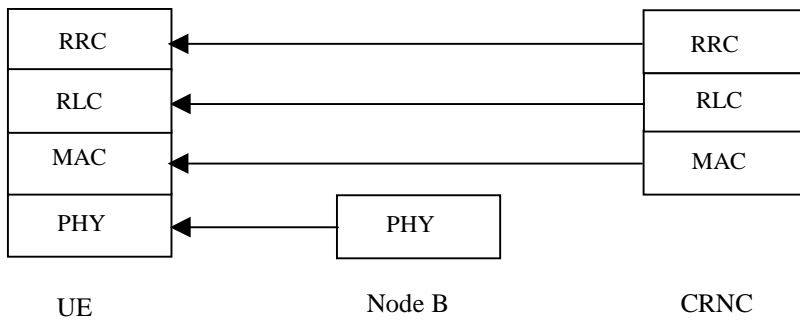 RRC RRC
RLC RLC
MAC MAC
PHY PHY
UE Node B CRNC